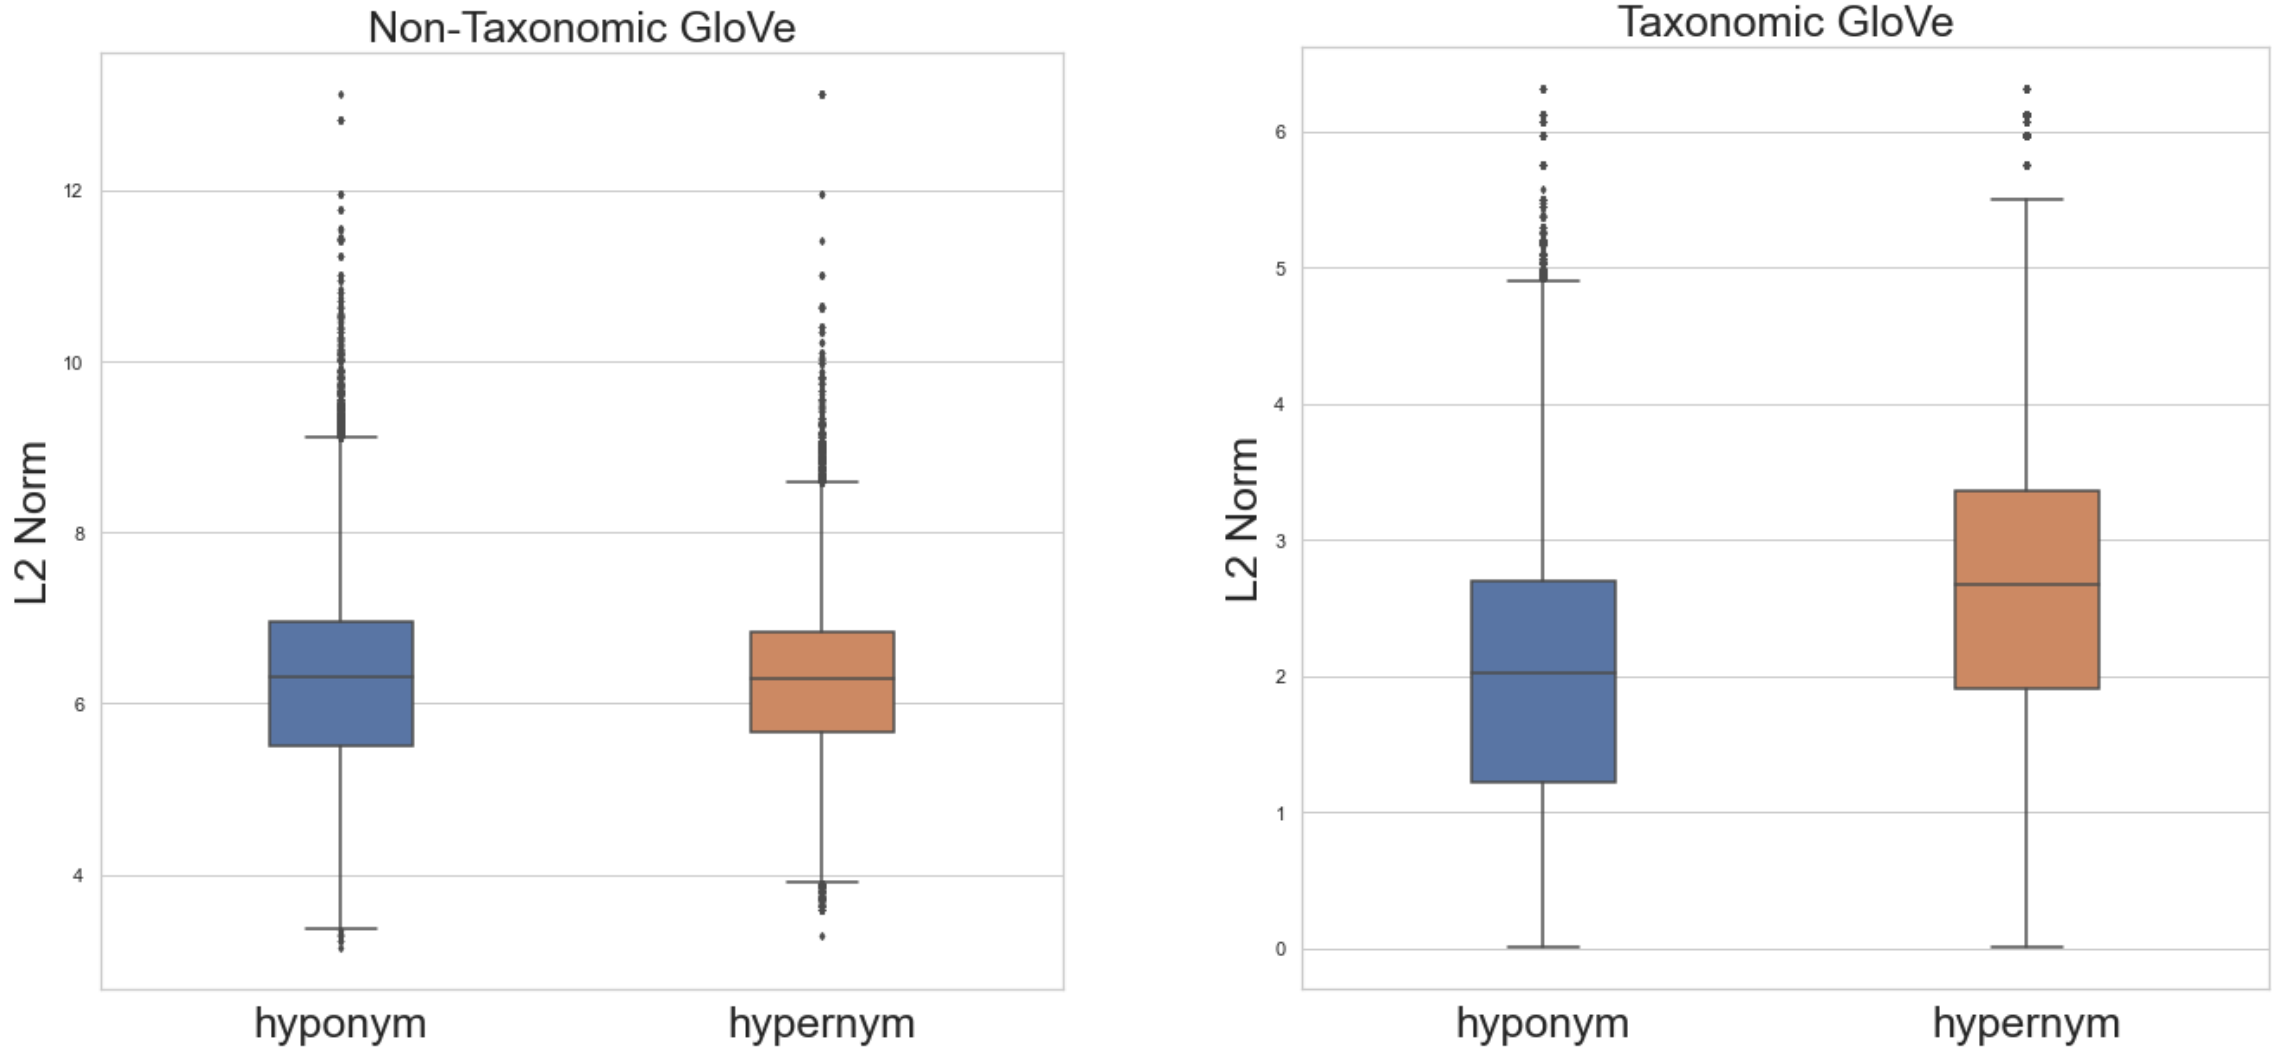 Non-Taxonomic GloVe
L2 Norm
12
10
8
6
4
hyponym
hypernym
Taxonomic GloVe
L2 Norm
6
5
4
3
2
1
0
hyponym
hypernym